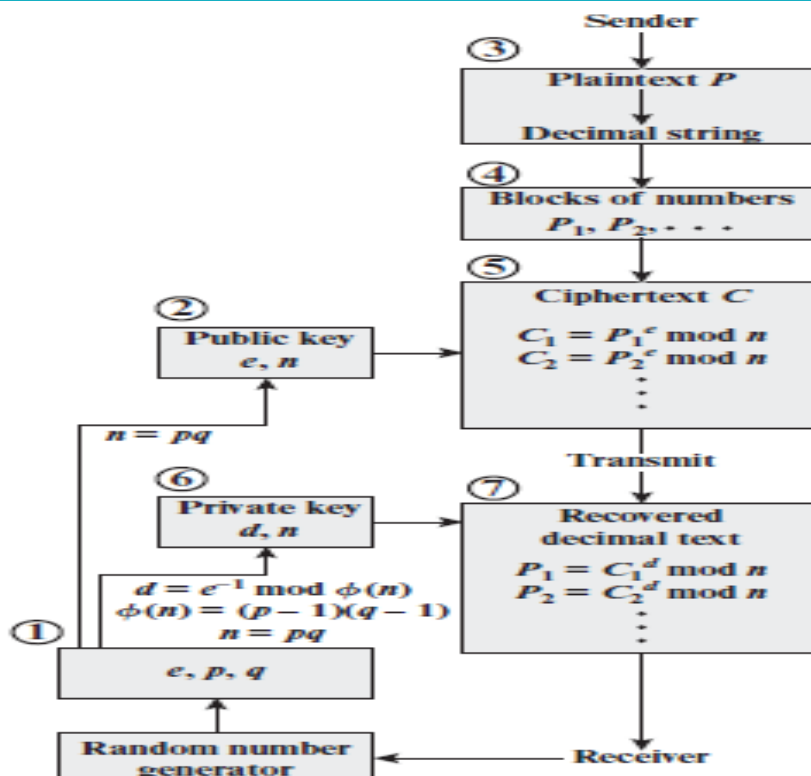 Sender
③
Plaintext P
Decimal string
④
Blocks of numbers
P₁, P₂, . . .
⑤
Ciphertext C
C₁ = P₁ᵉ mod n
C₂ = P₂ᵉ mod n
②
Public key
e, n
n = pq
Transmit
⑥
Private key
d, n
⑦
Recovered
decimal text
P₁ = C₁ᵈ mod n
P₂ = C₂ᵈ mod n
d = e⁻¹ mod ϕ(n)
ϕ(n) = (p – 1)(q – 1)
n = pq
①
e, p, q
Random number
generator
Receiver